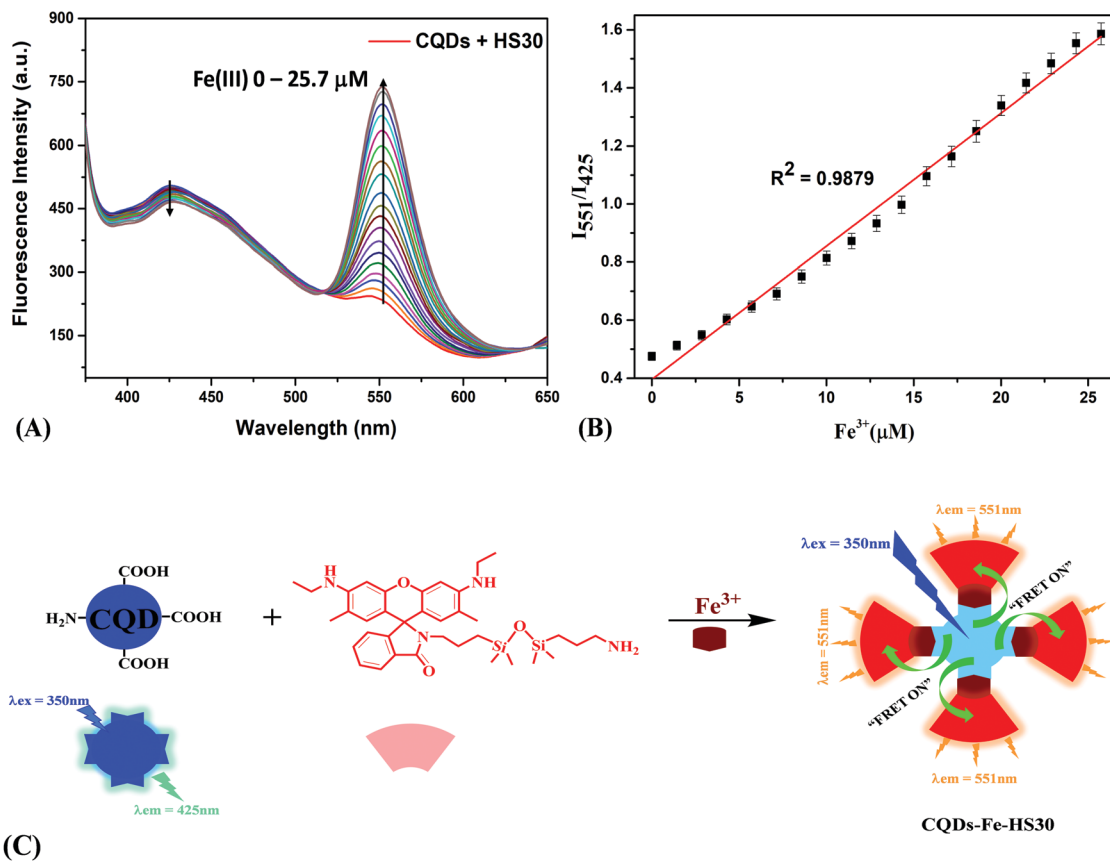 CQDs + HS30
Fe(III) 0 – 25.7 μM
900
750
600
450
300
150
Fluorescence Intensity (a.u.)
400
450
500
550
600
650
Wavelength (nm)
(A)
1.6
1.4
1.2
1.0
0.8
0.6
0.4
I551/I425
R² = 0.9879
0
5
10
15
20
25
Fe³⁺(μM)
(B)
COOH
H₂N
CQD
COOH
COOH
+
H
N
O
NH
N
O
Si
O
Si
NH₂
Fe³⁺
λex = 350nm
λem = 425nm
λex = 350nm
λem = 551nm
"FRET ON"
λem = 551nm
λem = 551nm
"FRET ON"
λem = 551nm
CQDs-Fe-HS30
(C)